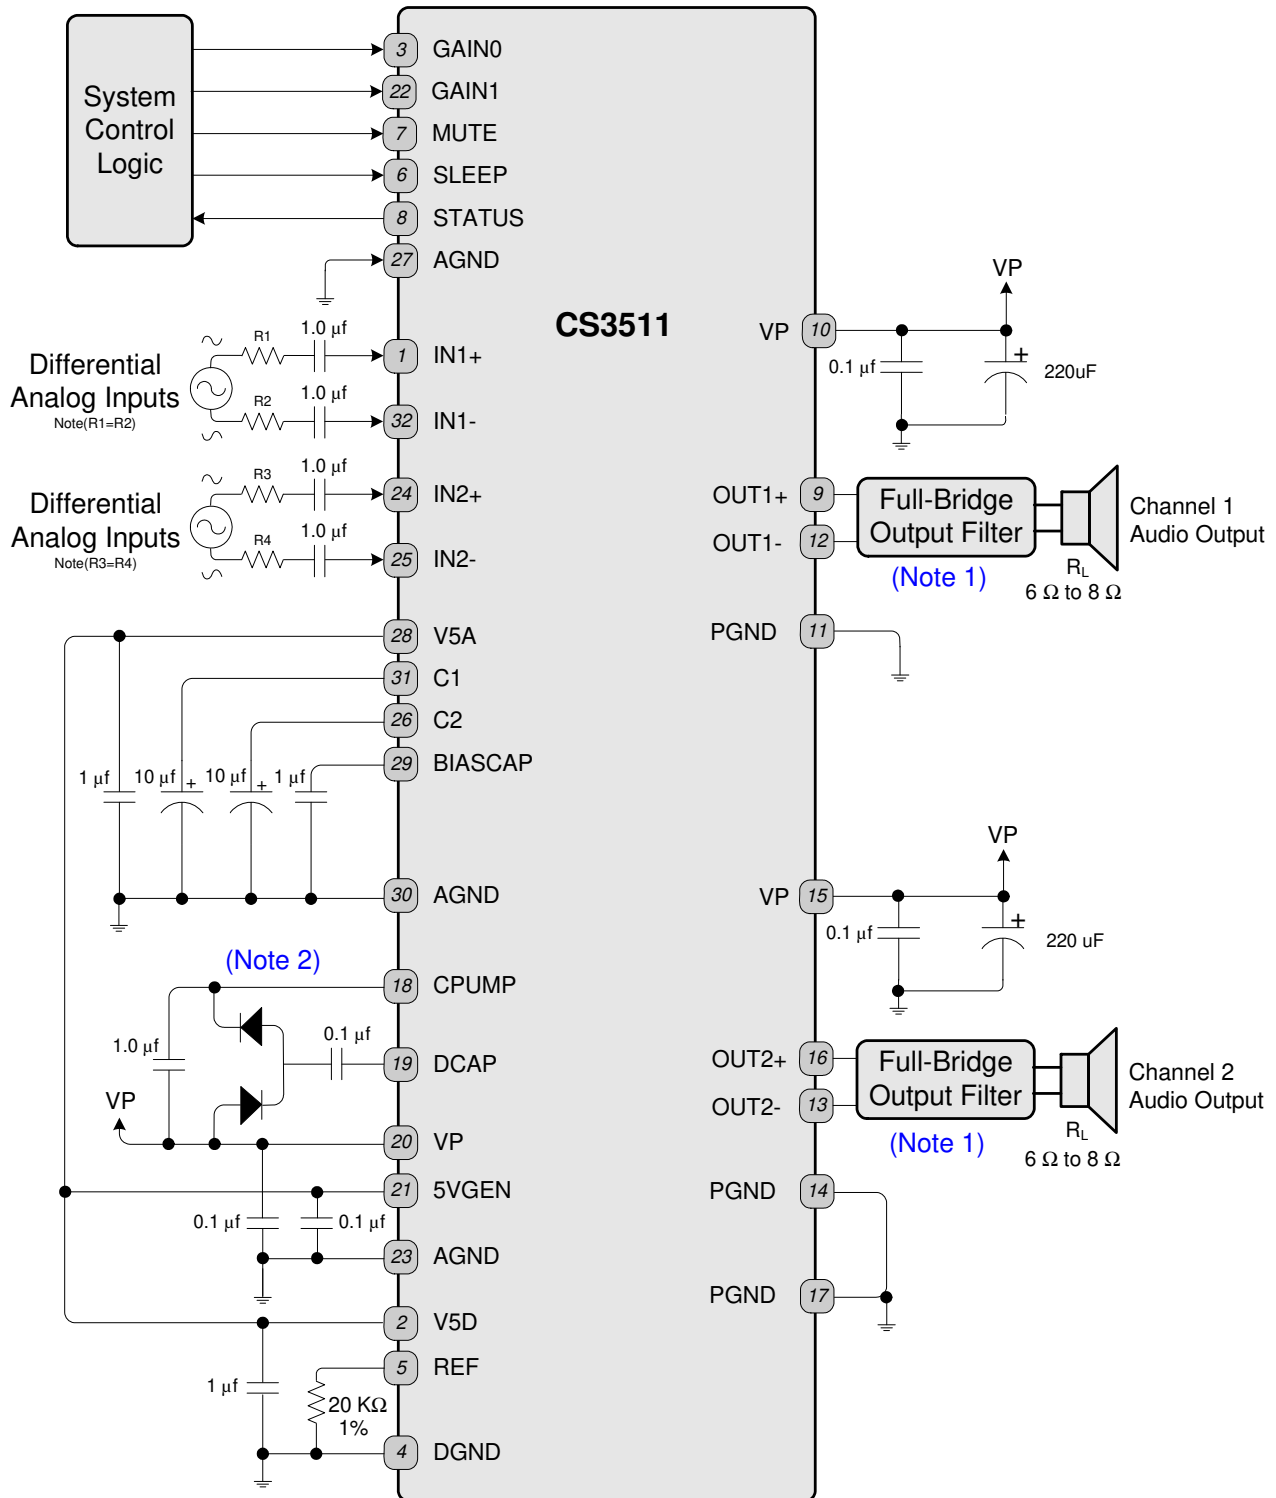 System
Control
Logic
3 GAIN0
22 GAIN1
7 MUTE
6 SLEEP
8 STATUS
27 AGND
CS3511
Differential
Analog Inputs
Note(R1=R2)
R1
1.0 μf
1 IN1+
R2
1.0 μf
32 IN1-
Differential
Analog Inputs
Note(R3=R4)
R3
1.0 μf
24 IN2+
R4
1.0 μf
25 IN2-
28 V5A
31 C1
26 C2
29 BIASCAP
1 μf
10 μf
+
10 μf
+
1 μf
30 AGND
(Note 2)
18 CPUMP
1.0 μf
0.1 μf
19 DCAP
VP
20 VP
21 5VGEN
0.1 μf
0.1 μf
23 AGND
2 V5D
5 REF
1 μf
20 KΩ
1%
4 DGND
VP
VP 10
0.1 μf
+
220uF
OUT1+ 9
OUT1- 12
Full-Bridge
Output Filter
(Note 1)
Channel 1
Audio Output
RL
6 Ω to 8 Ω
PGND 11
VP
VP 15
0.1 μf
+
220 uF
OUT2+ 16
OUT2- 13
Full-Bridge
Output Filter
(Note 1)
Channel 2
Audio Output
RL
6 Ω to 8 Ω
PGND 14
PGND 17